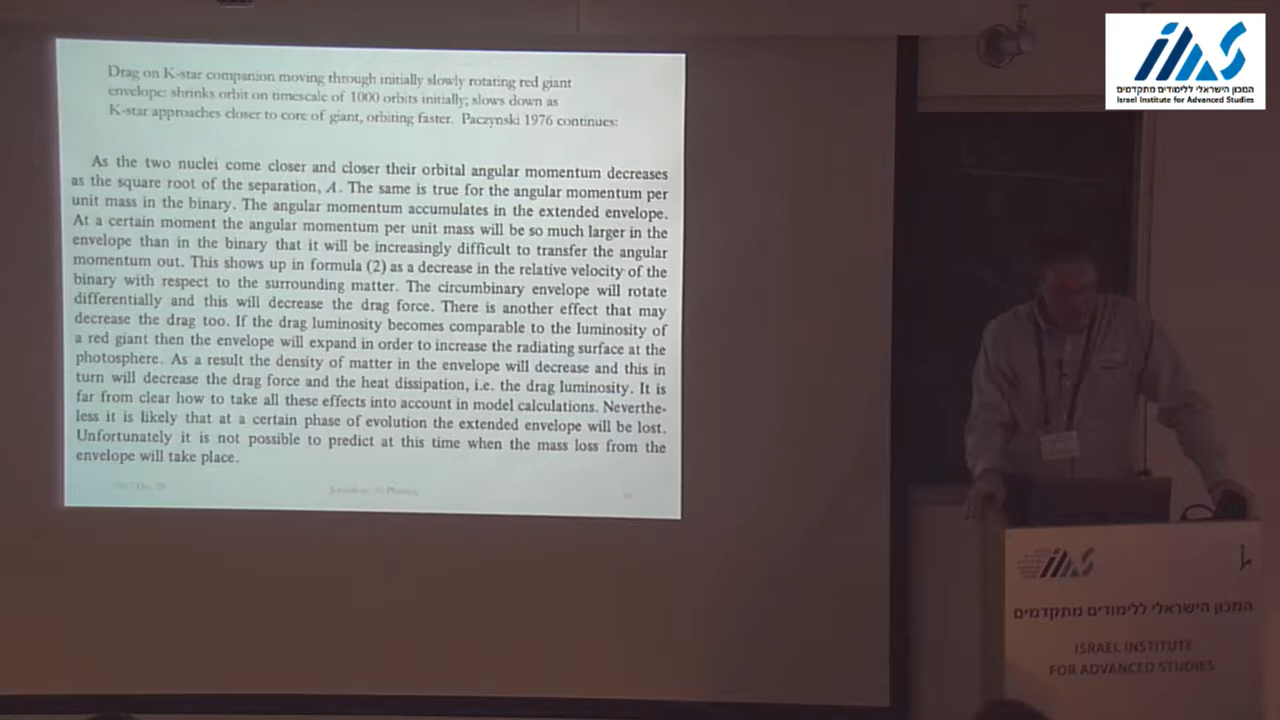 Drag on K-star companion moving through initially slowly rotating red giant
envelope: shrinks orbit on timescale of 1000 orbits initially; slows down as
K-star approaches closer to core of giant, orbiting faster. Paczynski 1976 continues:
As the two nuclei come closer and closer their orbital angular momentum decreases
as the square root of the separation, A. The same is true for the angular momentum per
unit mass in the binary. The angular momentum accumulates in the extended envelope.
At a certain moment the angular momentum per unit mass will be so much larger in the
envelope than in the binary that it will be increasingly difficult to transfer the angular
momentum out. This shows up in formula (2) as a decrease in the relative velocity of the
binary with respect to the surrounding matter. The circumbinary envelope will rotate
differentially and this will decrease the drag force. There is another effect that may
decrease the drag too. If the drag luminosity becomes comparable to the luminosity of
a red giant then the envelope will expand in order to increase the radiating surface at the
photosphere. As a result the density of matter in the envelope will decrease and this in
turn will decrease the drag force and the heat dissipation, i.e. the drag luminosity. It is
far from clear how to take all these effects into account in model calculations. Neverthe-
less it is likely that at a certain phase of evolution the extended envelope will be lost.
Unfortunately it is not possible to predict at this time when the mass loss from the
envelope will take place.
iias
המכון הישראלי ללימודים מתקדמים
Israel Institute for Advanced Studies
iias
המכון הישראלי ללימודים מתקדמים
ISRAEL INSTITUTE
FOR ADVANCED STUDIES